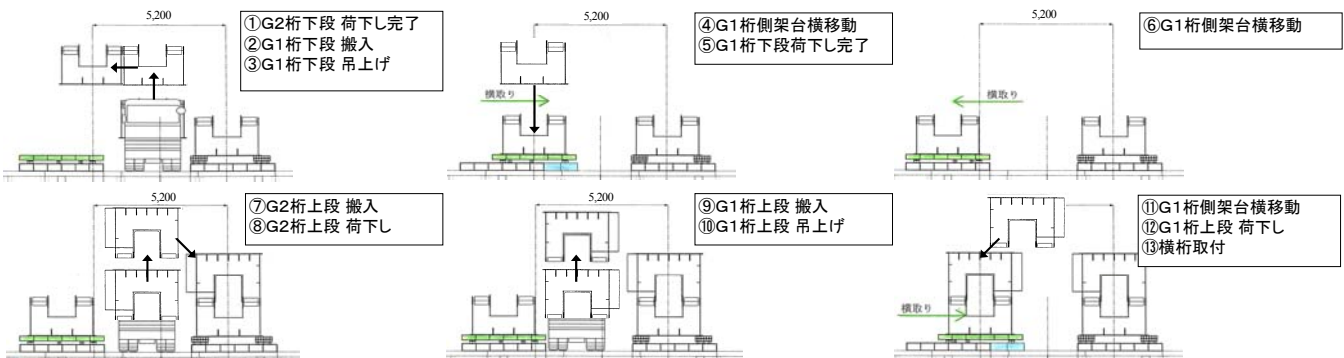 5,200
①G2桁下段 荷下し完了
②G1桁下段 搬入
③G1桁下段 吊上げ
5,200
④G1桁側架台横移動
⑤G1桁下段荷下し完了
横取り
5,200
⑥G1桁側架台横移動
横取り
5,200
⑦G2桁上段 搬入
⑧G2桁上段 荷下し
5,200
⑨G1桁上段 搬入
⑩G1桁上段 吊上げ
⑪G1桁側架台横移動
⑫G1桁上段 荷下し
⑬横桁取付
横取り